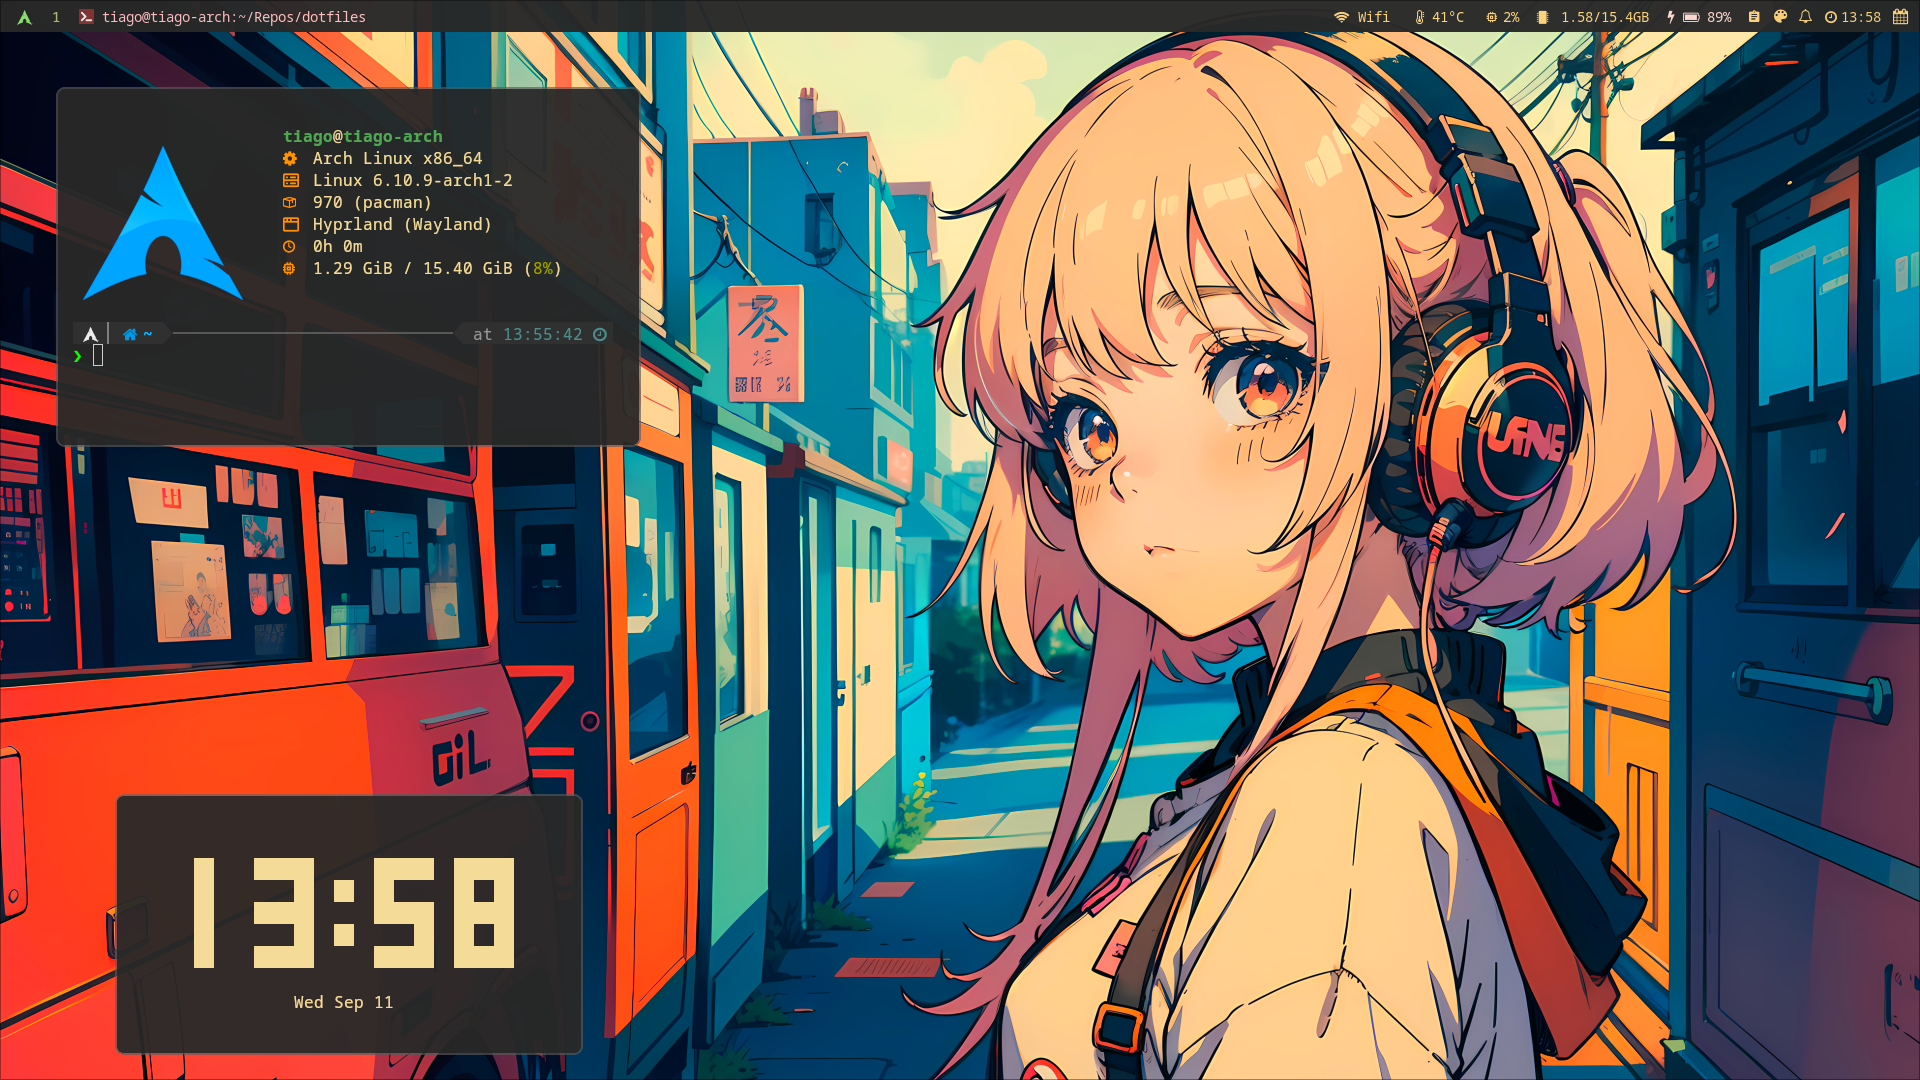 1 tiago@tiago-arch:~/Repos/dotfiles Wifi 41°C 2% 1.58/15.4GB 89% 13:58
tiago@tiago-arch
Arch Linux x86_64
Linux 6.10.9-arch1-2
970 (pacman)
Hyprland (Wayland)
0h 0m
1.29 GiB / 15.40 GiB (8%)
~ at 13:55:42
❯
GiL
13:58
Wed Sep 11